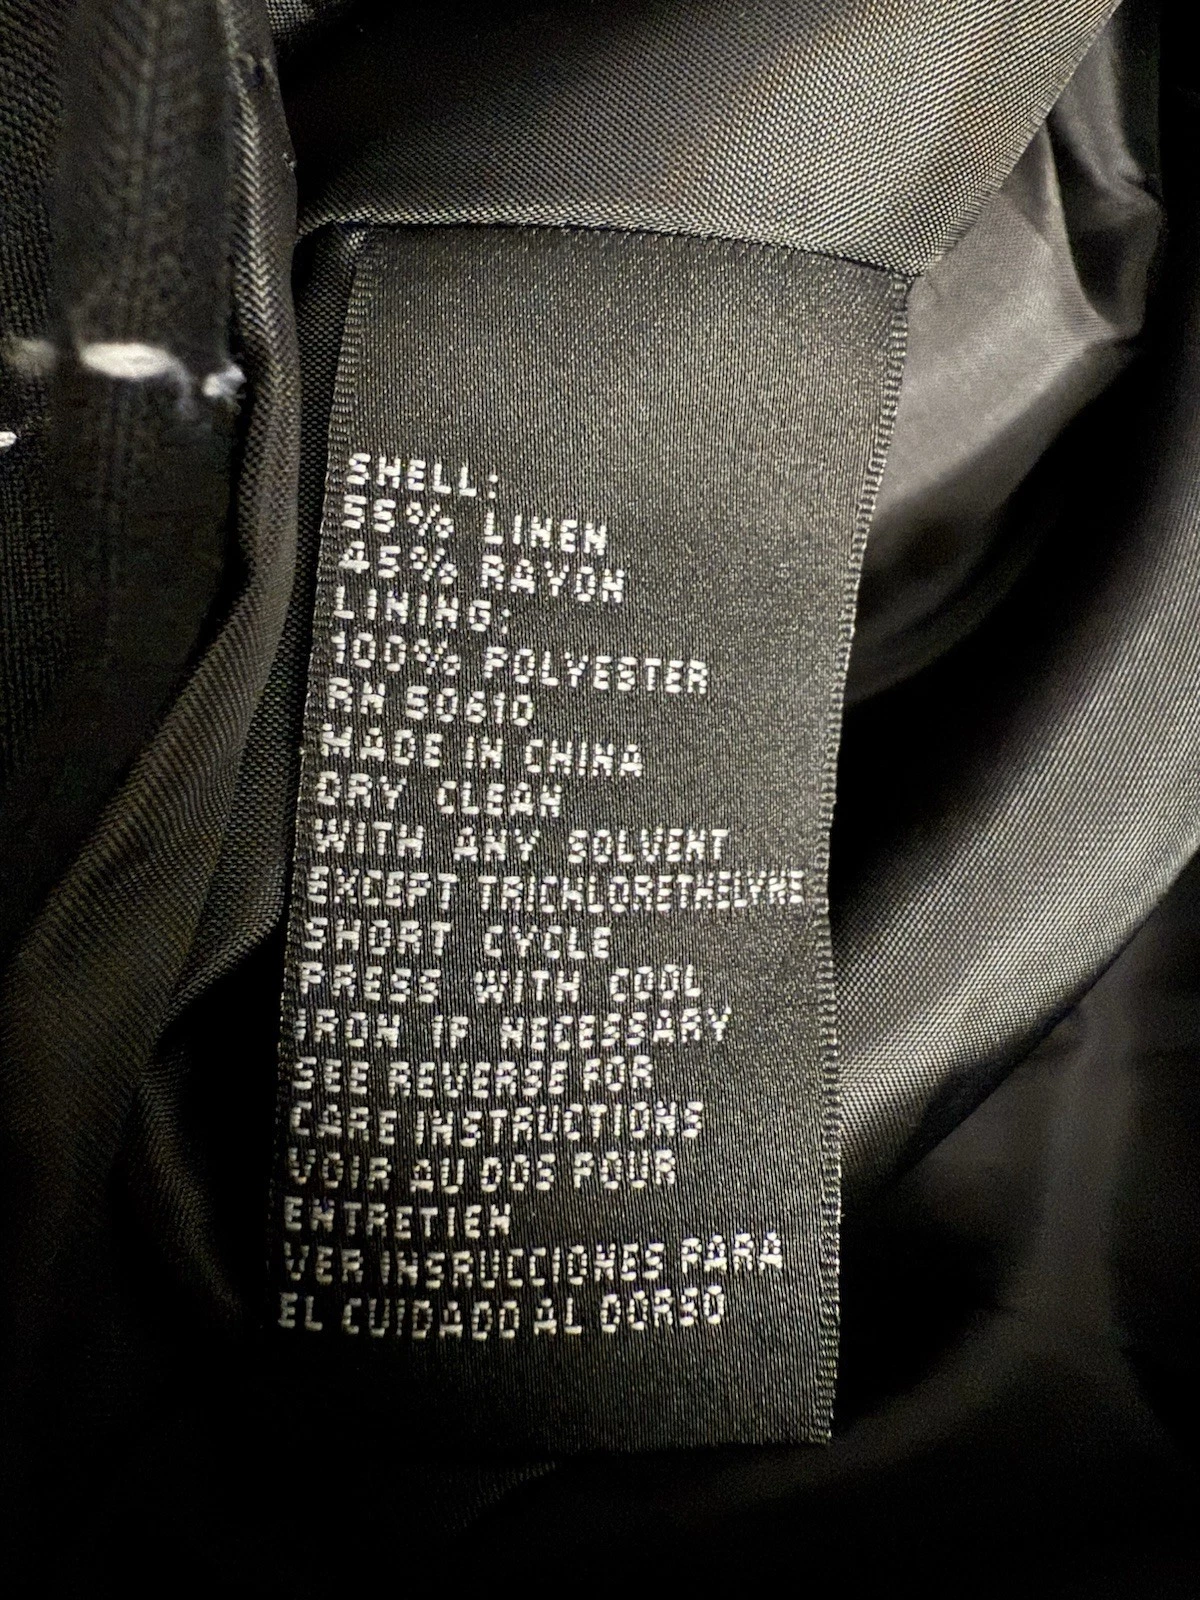 SHELL:
55% LINEN
45% RAYON
LINING:
100% POLYESTER
RN 50610
MADE IN CHINA
DRY CLEAN
WITH ANY SOLVENT
EXCEPT TRICHLORETHELYNE
SHORT CYCLE
PRESS WITH COOL
IRON IF NECESSARY
SEE REVERSE FOR
CARE INSTRUCTIONS
VOIR AU DOS POUR
ENTRETIEN
VER INSRUCCIONES PARA
EL CUIDADO AL DORSO